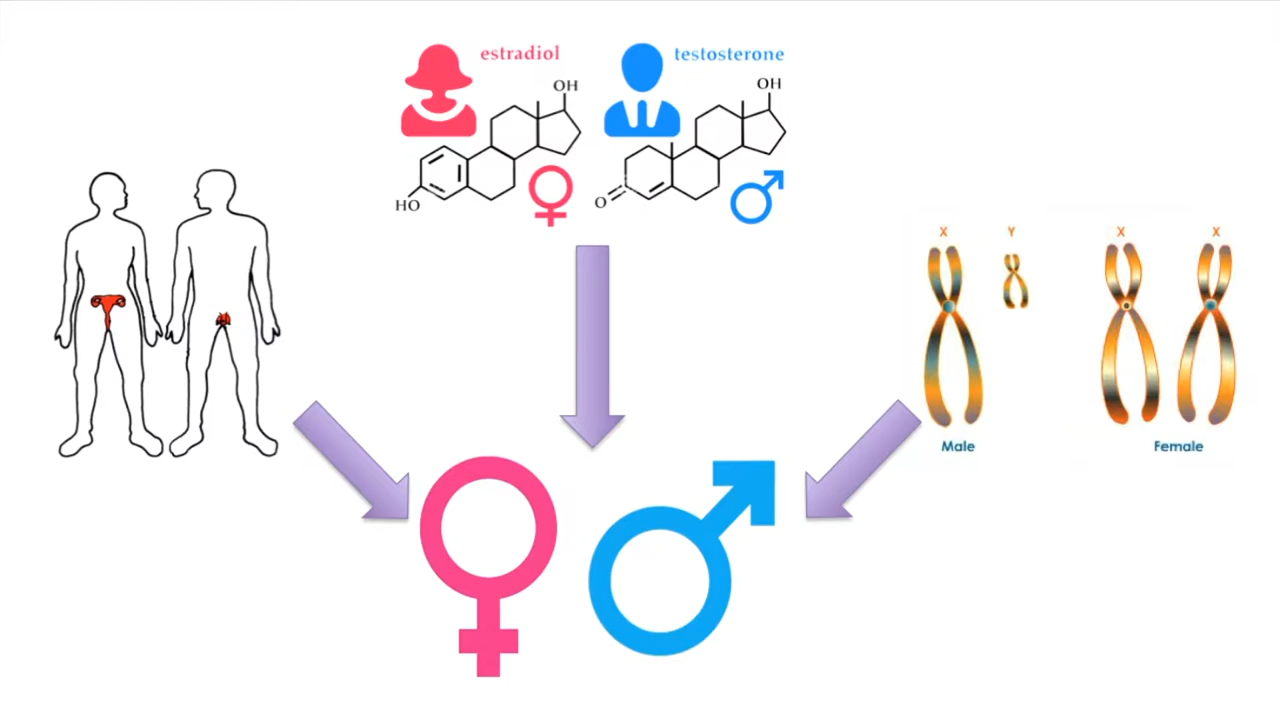 estradiol
testosterone
OH
OH
HO
O
X
Y
X
X
Male
Female